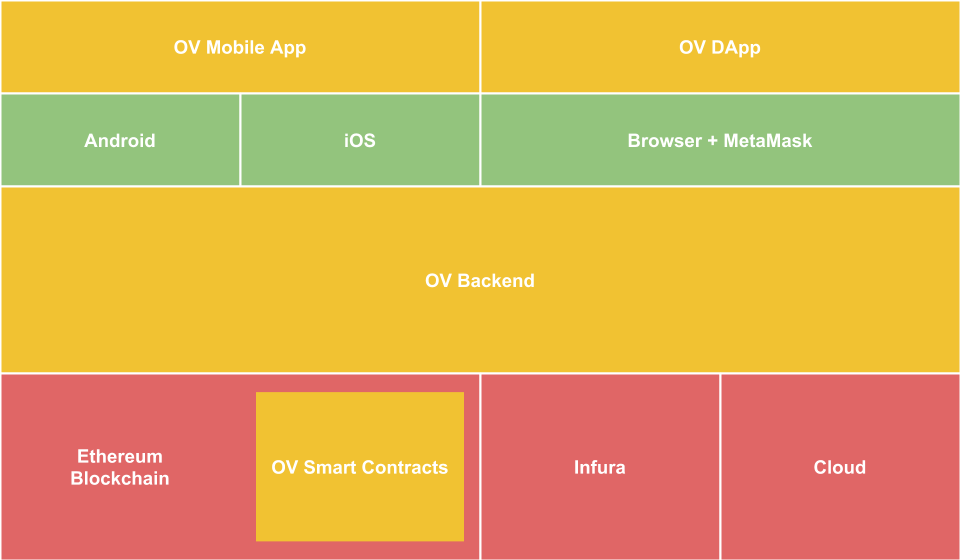 OV Mobile App
OV DApp
Android
iOS
Browser + MetaMask
OV Backend
Ethereum
Blockchain
OV Smart Contracts
Infura
Cloud